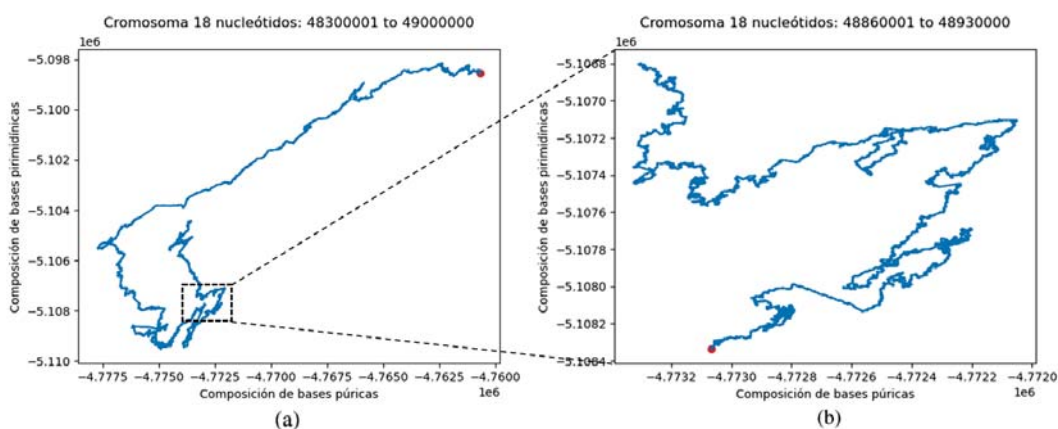 Cromosoma 18 nucleótidos: 48300001 to 49000000
1e6
−5.098
−5.100
−5.102
−5.104
−5.106
−5.108
−5.110
Composición de bases pirimidínicas
−4.7775 −4.7750 −4.7725 −4.7700 −4.7675 −4.7650 −4.7625 −4.7600
1e6
Composición de bases púricas
(a)
Cromosoma 18 nucleótidos: 48860001 to 48930000
1e6
−5.1068
−5.1070
−5.1072
−5.1074
−5.1076
−5.1078
−5.1080
−5.1082
−5.1084
Composición de bases pirimidínicas
−4.7732 −4.7730 −4.7728 −4.7726 −4.7724 −4.7722 −4.7720
1e6
Composición de bases púricas
(b)